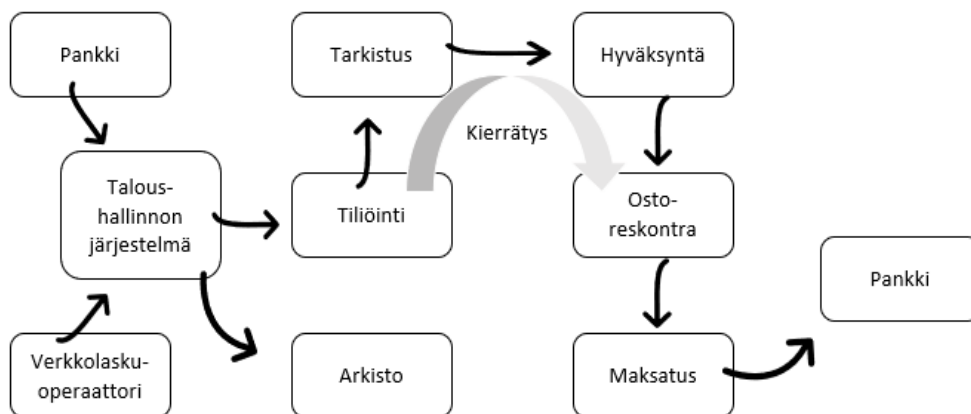 Pankki
Tarkistus
Hyväksyntä
Kierrätys
Talous-
hallinnon
järjestelmä
Tiliöinti
Osto-
reskontra
Pankki
Verkkolasku-
operaattori
Arkisto
Maksatus